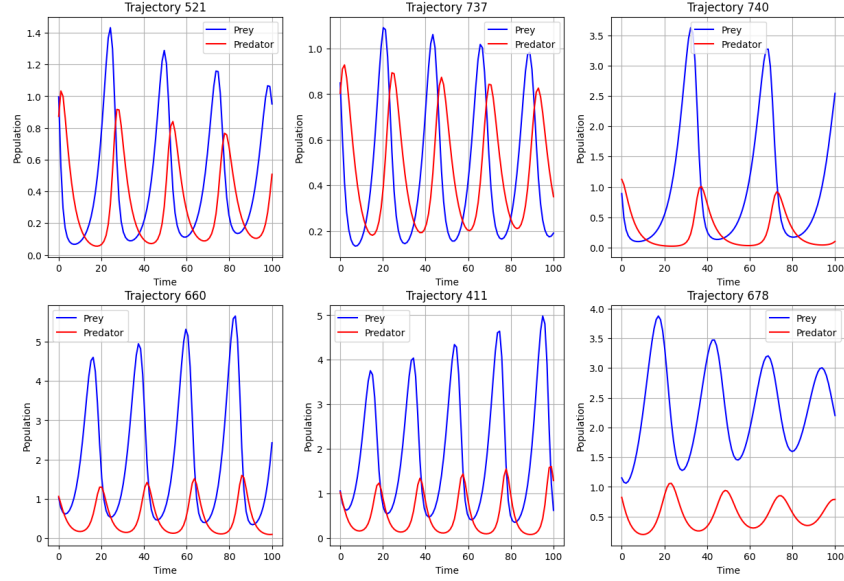 Trajectory 521
Prey
Predator
Population
1.4
1.2
1.0
0.8
0.6
0.4
0.2
0.0
0
20
40
60
80
100
Time
Trajectory 737
Prey
Predator
Population
1.0
0.8
0.6
0.4
0.2
0
20
40
60
80
100
Time
Trajectory 740
Prey
Predator
Population
3.5
3.0
2.5
2.0
1.5
1.0
0.5
0.0
0
20
40
60
80
100
Time
Trajectory 660
Prey
Predator
Population
5
4
3
2
1
0
0
20
40
60
80
100
Time
Trajectory 411
Prey
Predator
Population
5
4
3
2
1
0
0
20
40
60
80
100
Time
Trajectory 678
Prey
Predator
Population
4.0
3.5
3.0
2.5
2.0
1.5
1.0
0.5
0
20
40
60
80
100
Time